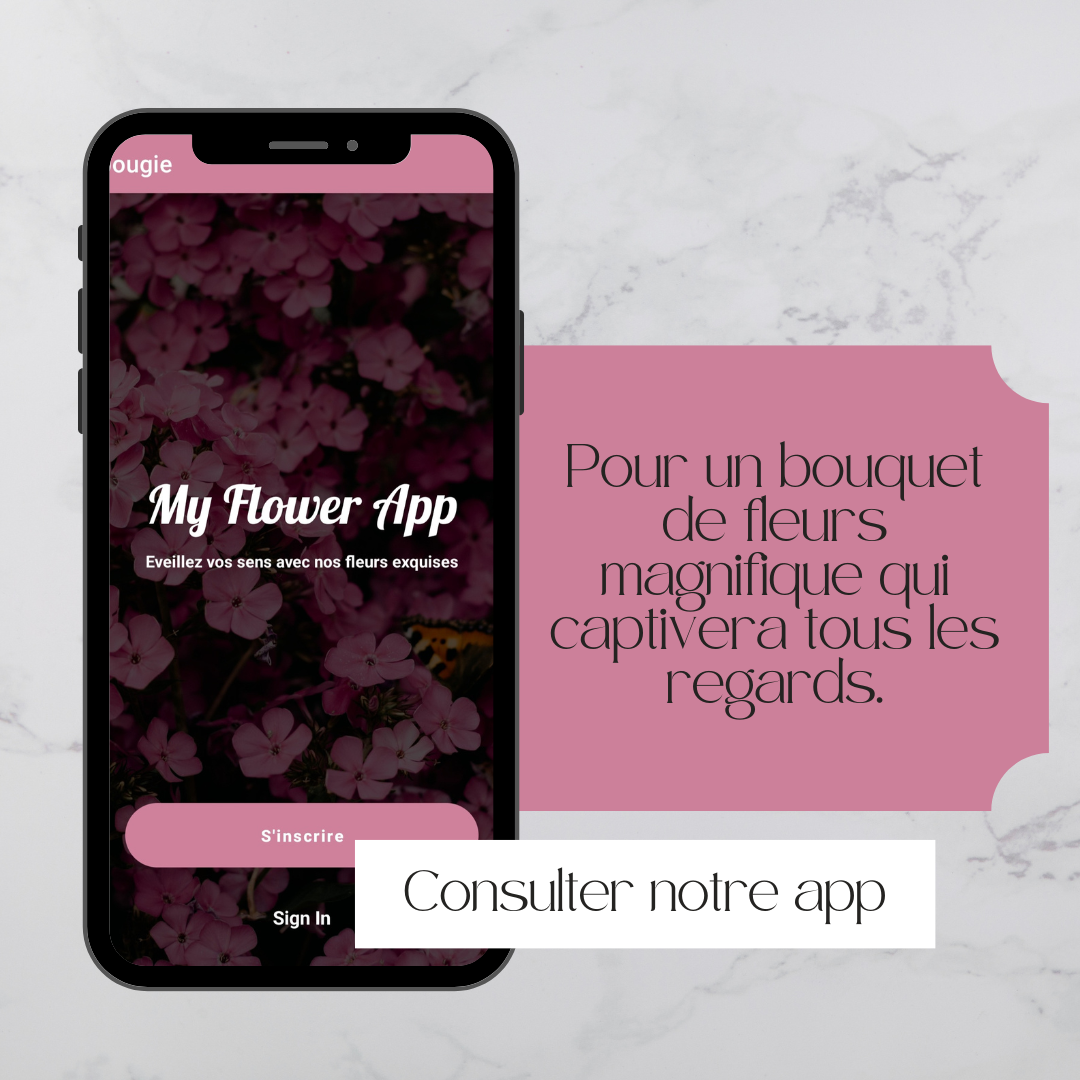 ougie
My Flower App
Eveillez vos sens avec nos fleurs exquises
S'inscrire
Sign In
Pour un bouquet
de fleurs
magnifique qui
captivera tous les
regards.
Consulter notre app